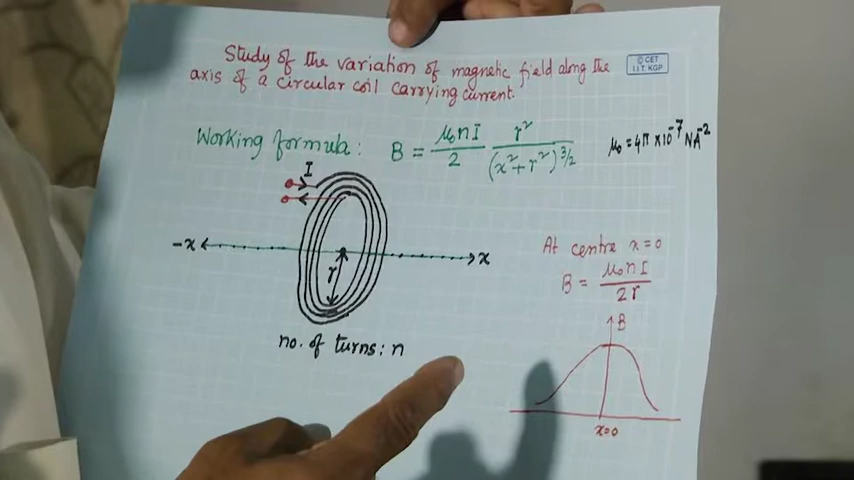 Study of the variation of magnetic field along the
axis of a circular coil carrying current.
© CET
I.I.T. KGP
Working formula: B = μ₀nI/2 r²/(x²+r²)^3/2
μ₀ = 4π × 10⁻⁷ NA⁻²
I
-x
x
r
no. of turns: n
At centre x=0
B = μ₀nI/2r
B
x=0